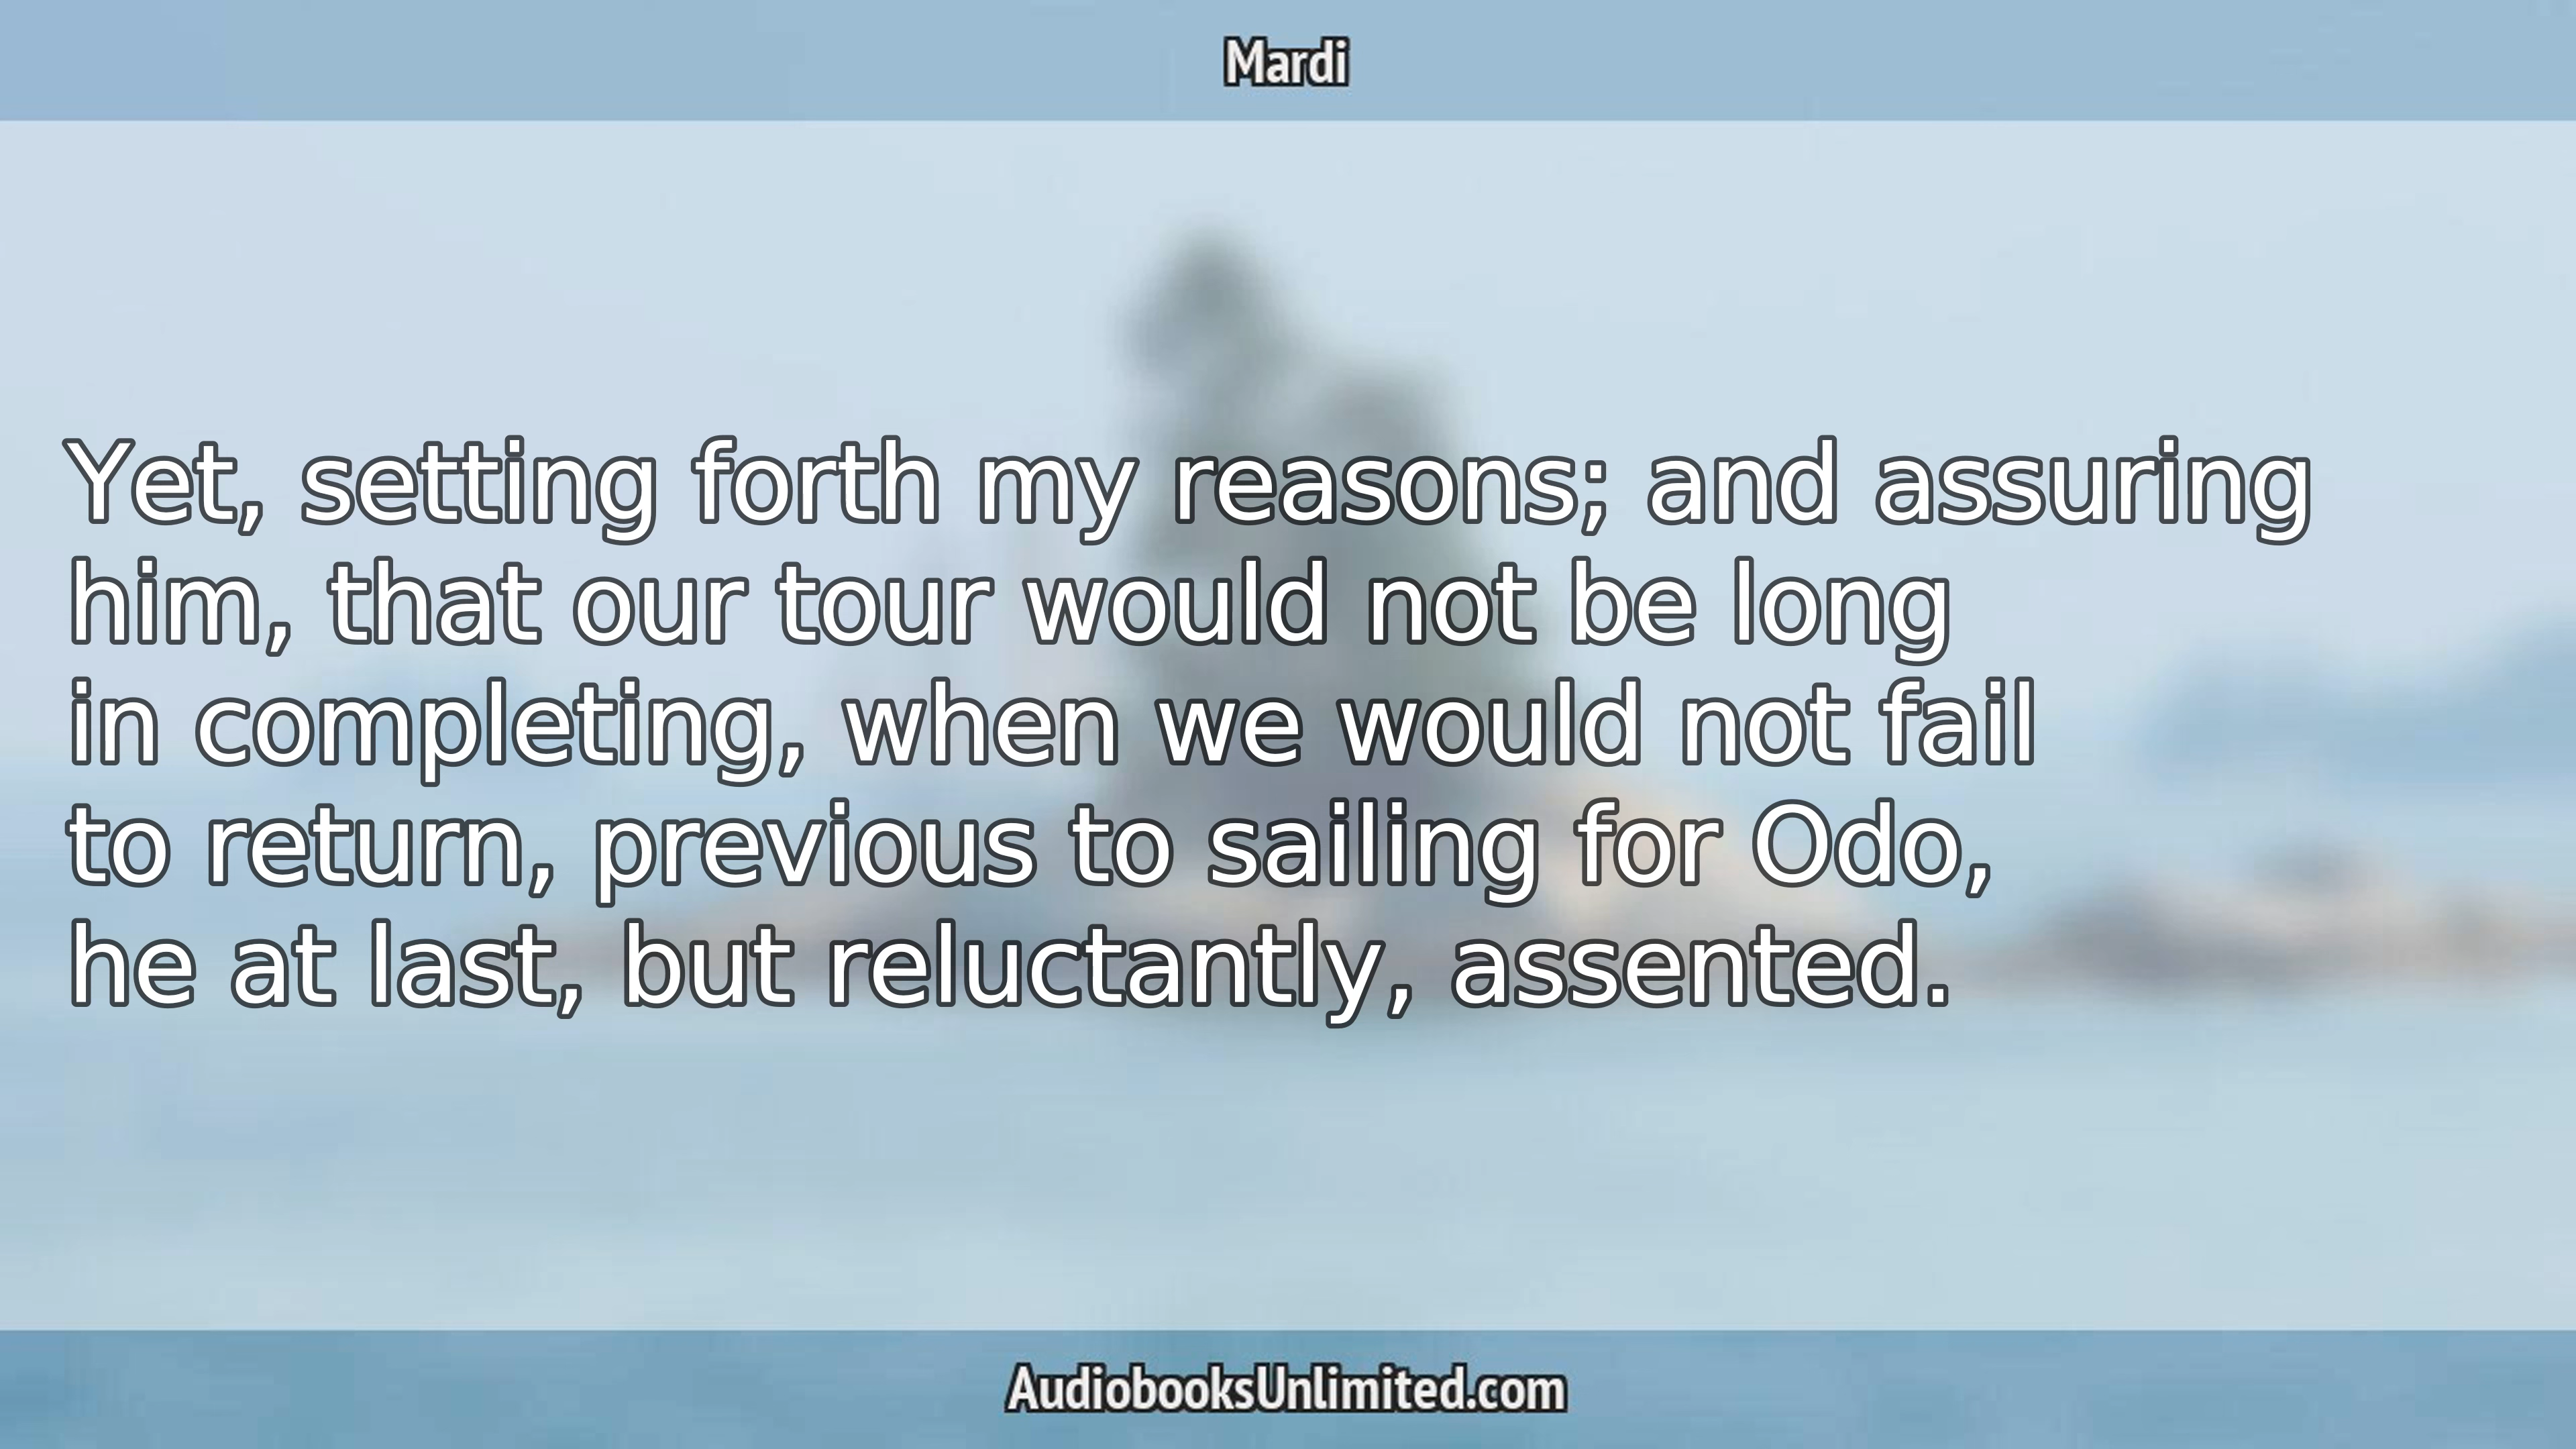 Mardi
Yet, setting forth my reasons; and assuring
him, that our tour would not be long
in completing, when we would not fail
to return, previous to sailing for Odo,
he at last, but reluctantly, assented.
AudiobooksUnlimited.com